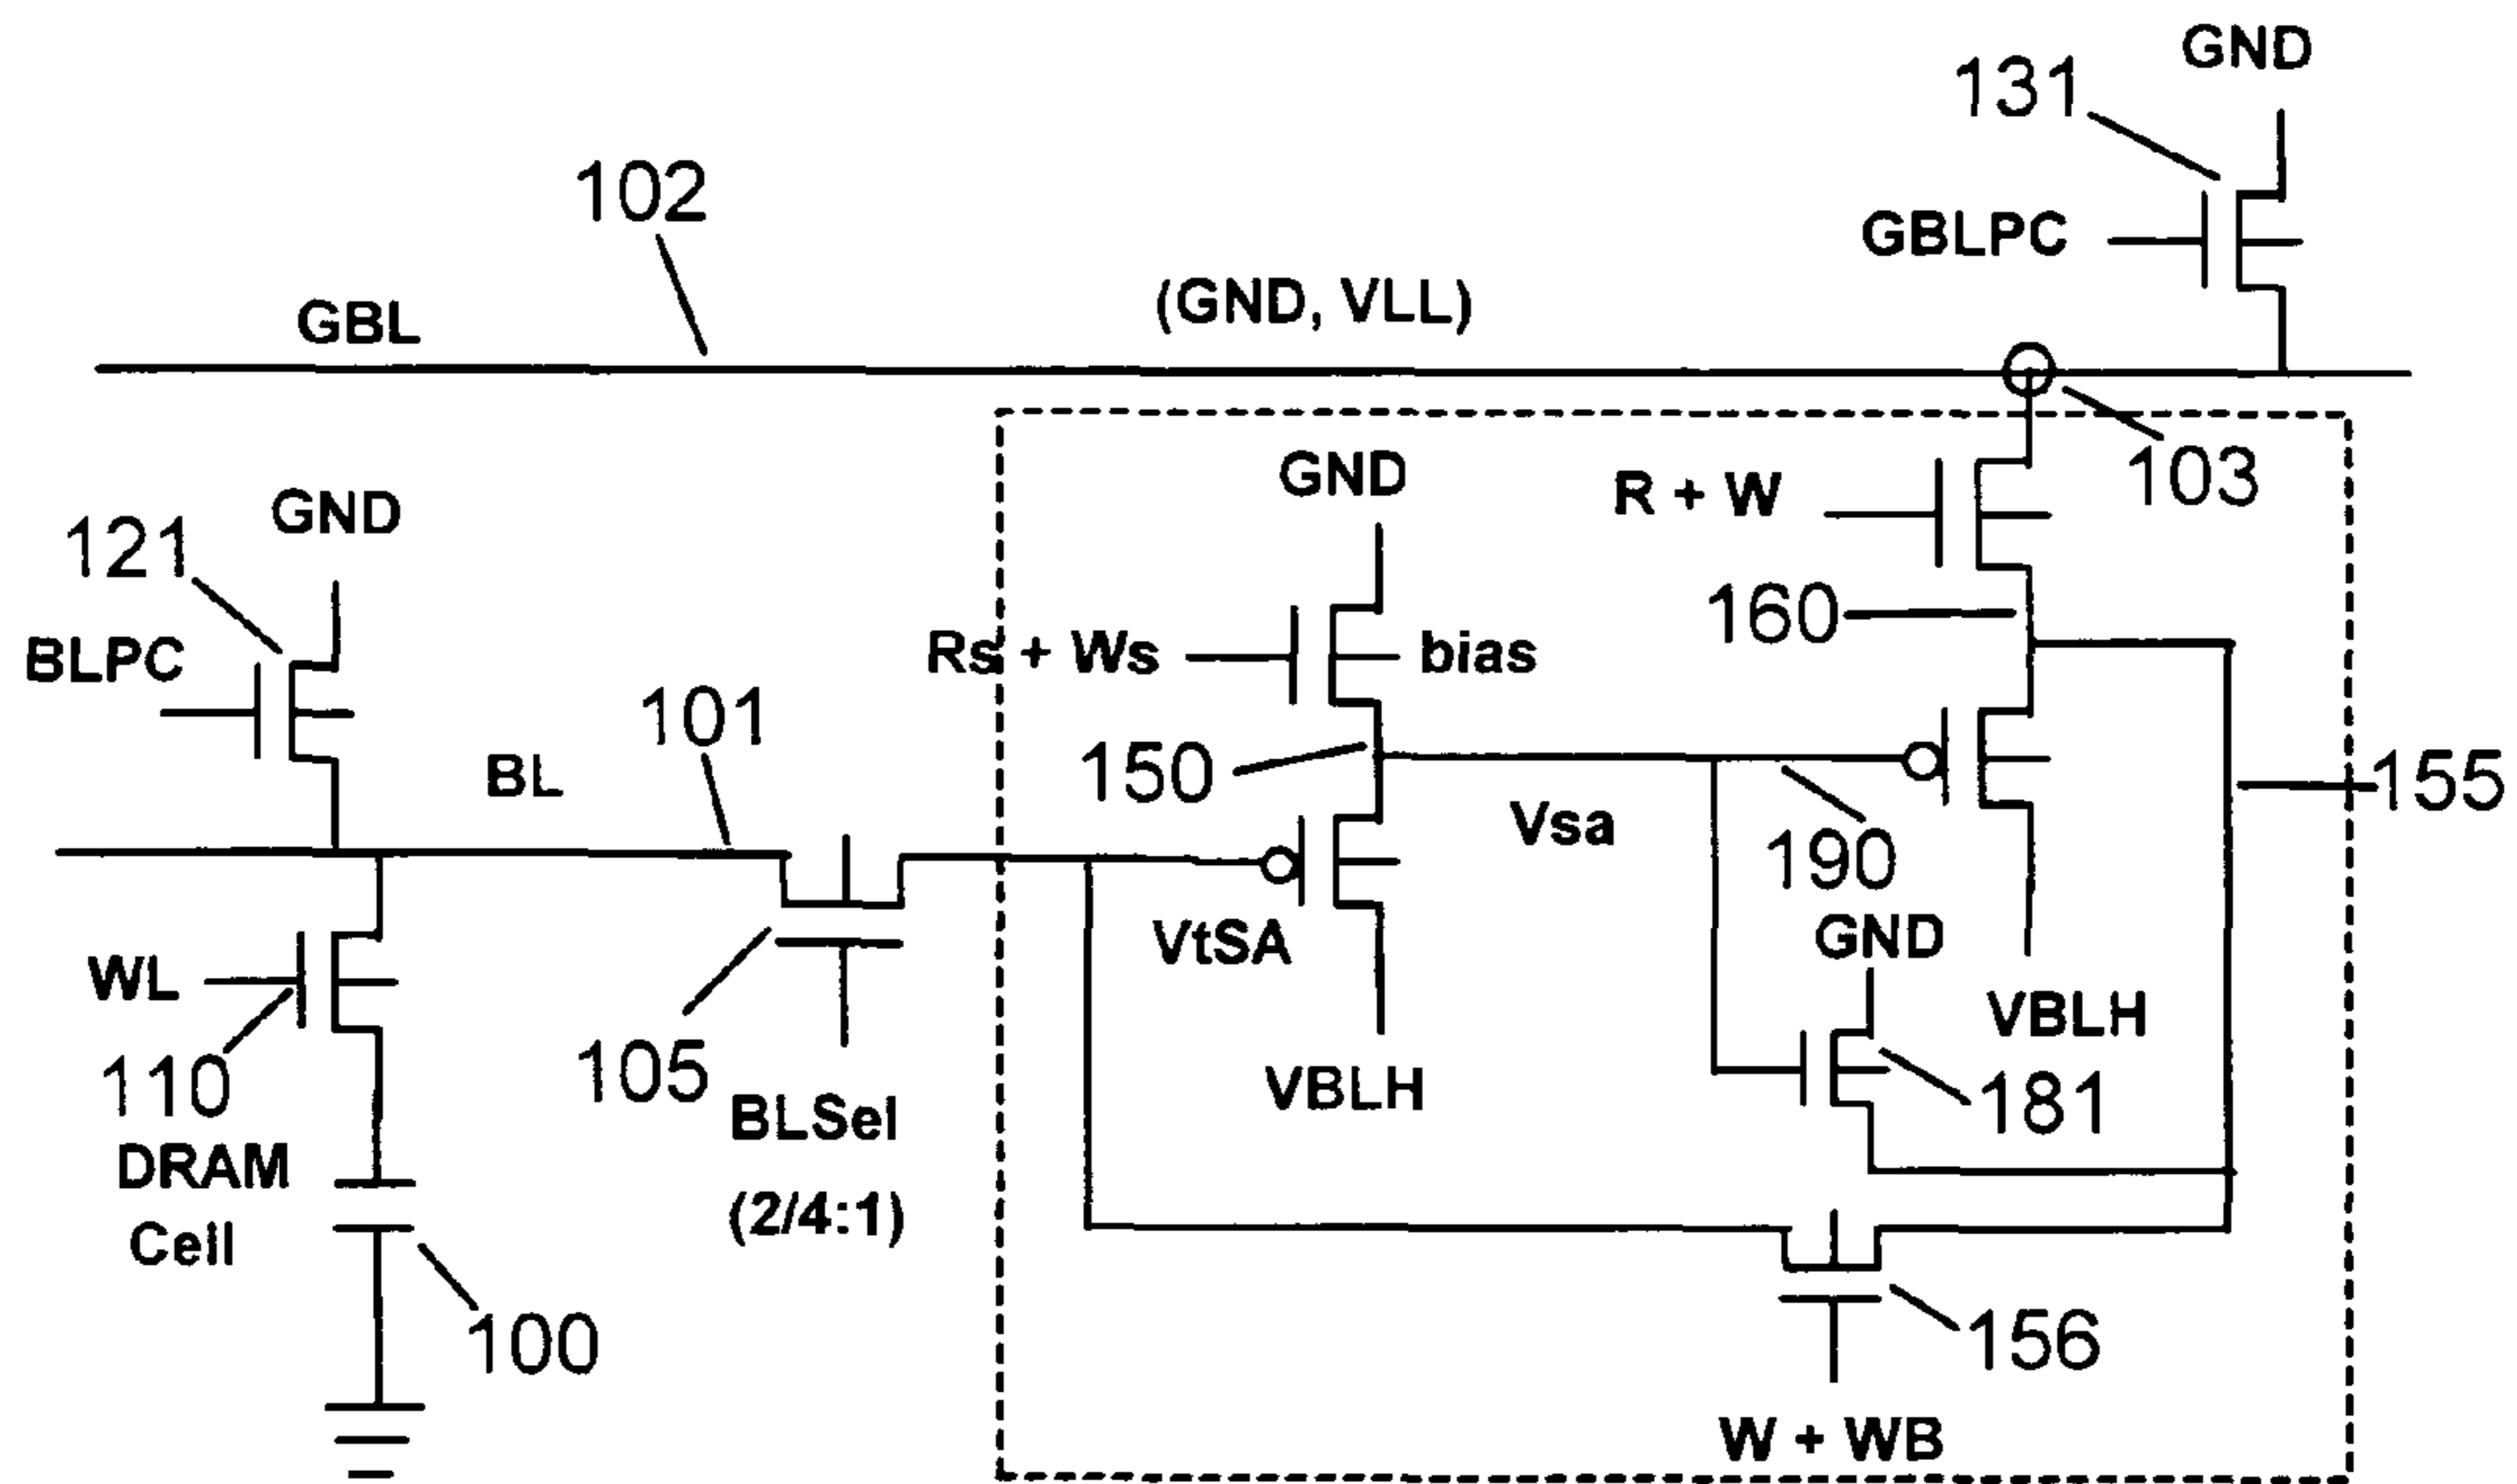 GND
131
102
GBLPC
(GND, VLL)
GBL
GND
R + W
103
GND
121
160
BLPC
Rs + Ws
bias
101
150
BL
155
Vsa
190
VtSA
GND
WL
VBLH
105
110
VBLH
181
BLSel
DRAM
(2/4:1)
Cell
100
156
W + WB